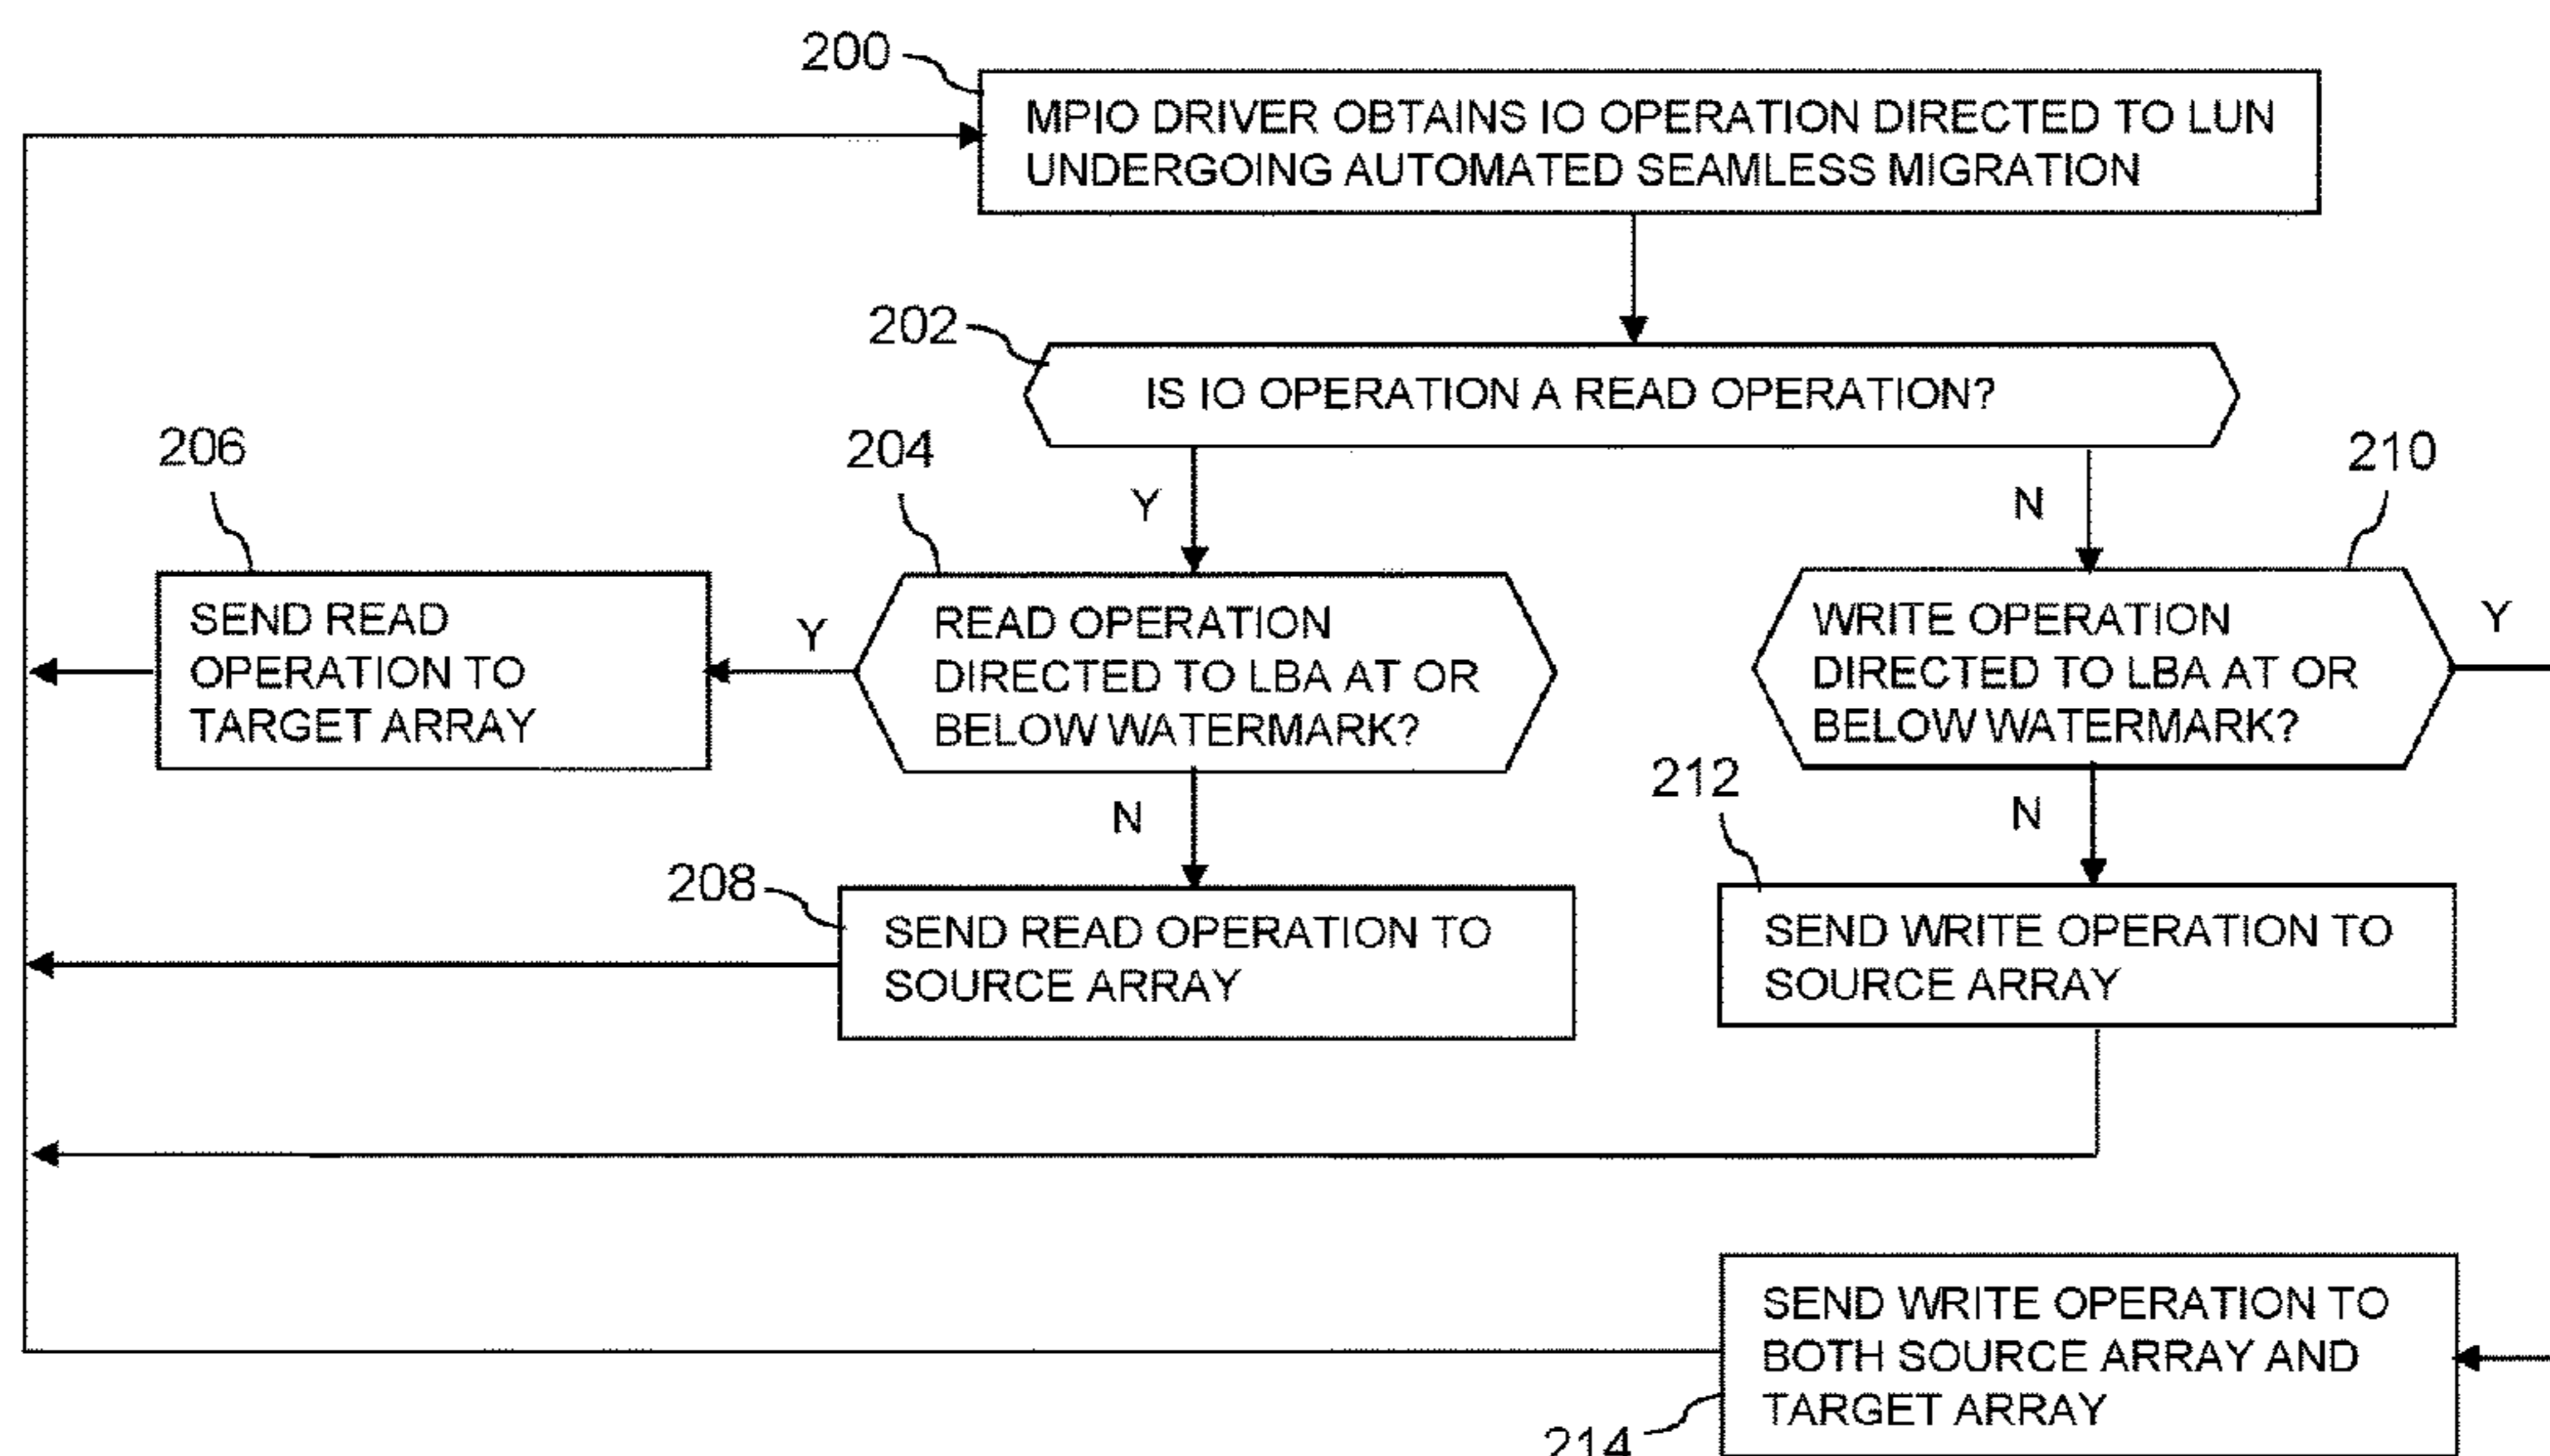 200
MPIO DRIVER OBTAINS IO OPERATION DIRECTED TO LUN
UNDERGOING AUTOMATED SEAMLESS MIGRATION
202
IS IO OPERATION A READ OPERATION?
206
204
210
Y
N
SEND READ
OPERATION TO
TARGET ARRAY
Y
READ OPERATION
DIRECTED TO LBA AT OR
BELOW WATERMARK?
WRITE OPERATION
DIRECTED TO LBA AT OR
BELOW WATERMARK?
Y
N
212
N
208
SEND READ OPERATION TO
SOURCE ARRAY
SEND WRITE OPERATION TO
SOURCE ARRAY
SEND WRITE OPERATION TO
BOTH SOURCE ARRAY AND
TARGET ARRAY
214